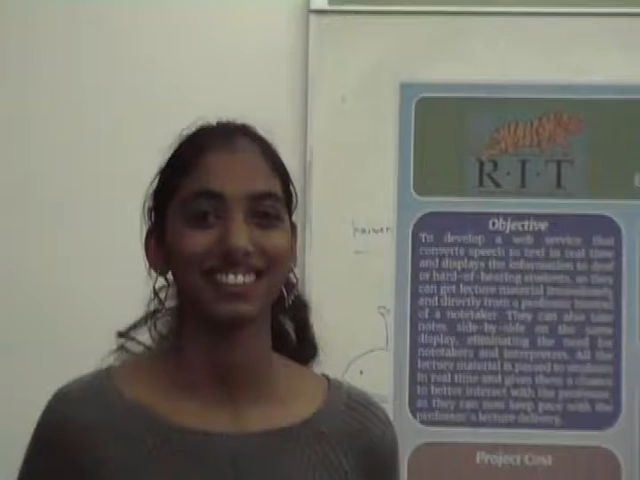 R·I·T
Objective
To develop a web service that
converts speech to text in real time
and displays the information to deaf
or hard-of-hearing students, so they
can get lecture material
and directly from a professor instead
of a notetaker. They can also take
notes side-by-side on the same
display, eliminating the need for
notetakers and interpreters. All the
lecture material is passed to students
in real time and gives them a chance
to better interact with the professor
as they can now keep pace with the
professor's lecture delivery.
Project Cost